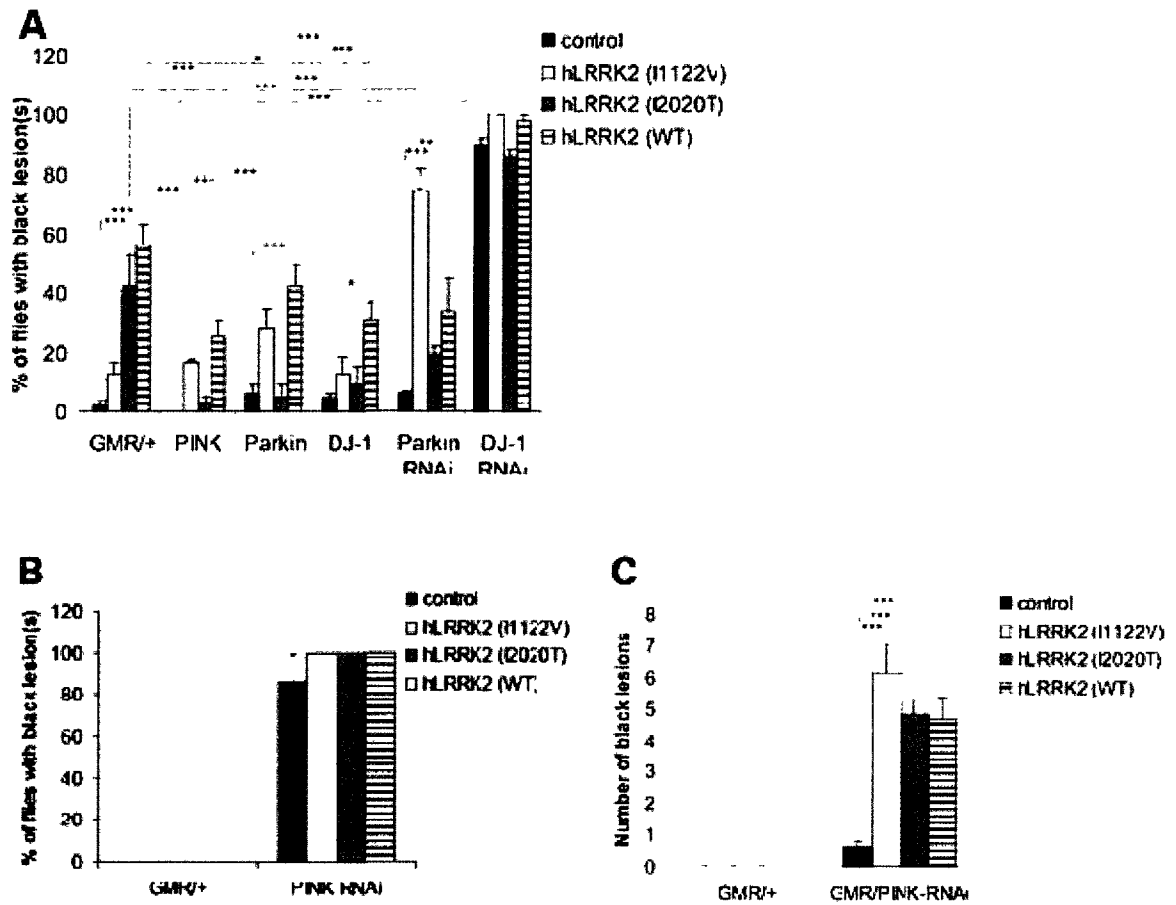 A
% of flies with black lesion(s)
120
100
80
60
40
20
0
GMR/+ PINK Parkin DJ-1 Parkin RNAi DJ-1 RNAi
control
hLRRK2 (I1122V)
hLRRK2 (I2020T)
hLRRK2 (WT)
*** * *** *** *** *** *** ***
*** *** *** *** ** *** *** *** * ***
B
% of flies with black lesion(s)
120
100
80
60
40
20
0
GMR/+ PINK RNAi
control
hLRRK2 (I1122V)
hLRRK2 (I2020T)
hLRRK2 (WT)
*
C
Number of black lesions
8
7
6
5
4
3
2
1
0
GMR/+ GMR/PINK-RNAi
control
hLRRK2 (I1122V)
hLRRK2 (I2020T)
hLRRK2 (WT)
***
***
***